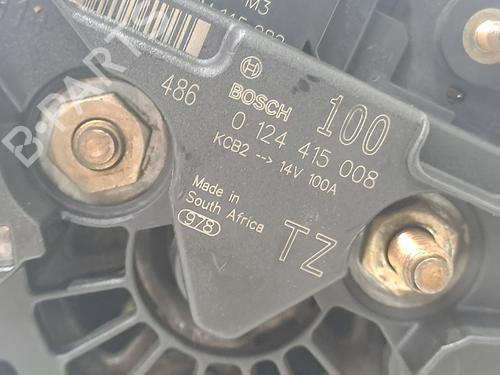 M3
486
BOSCH
100
0 124 415 008
KCB2 --> 14V 100A
Made in
South Africa
978
TZ
B-PARTS